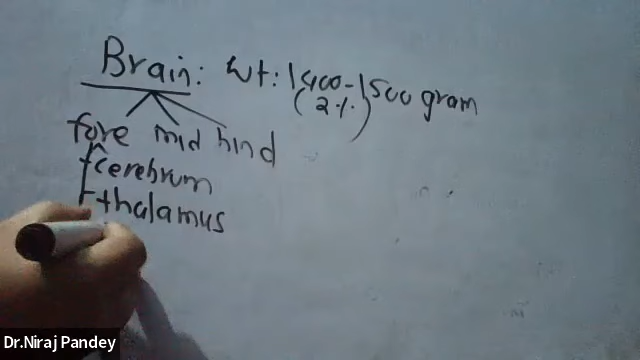 Brain: Wt: 1400-1500 gram
(2%)
fore mid hind
cerebrum
thalamus
Dr.Niraj Pandey